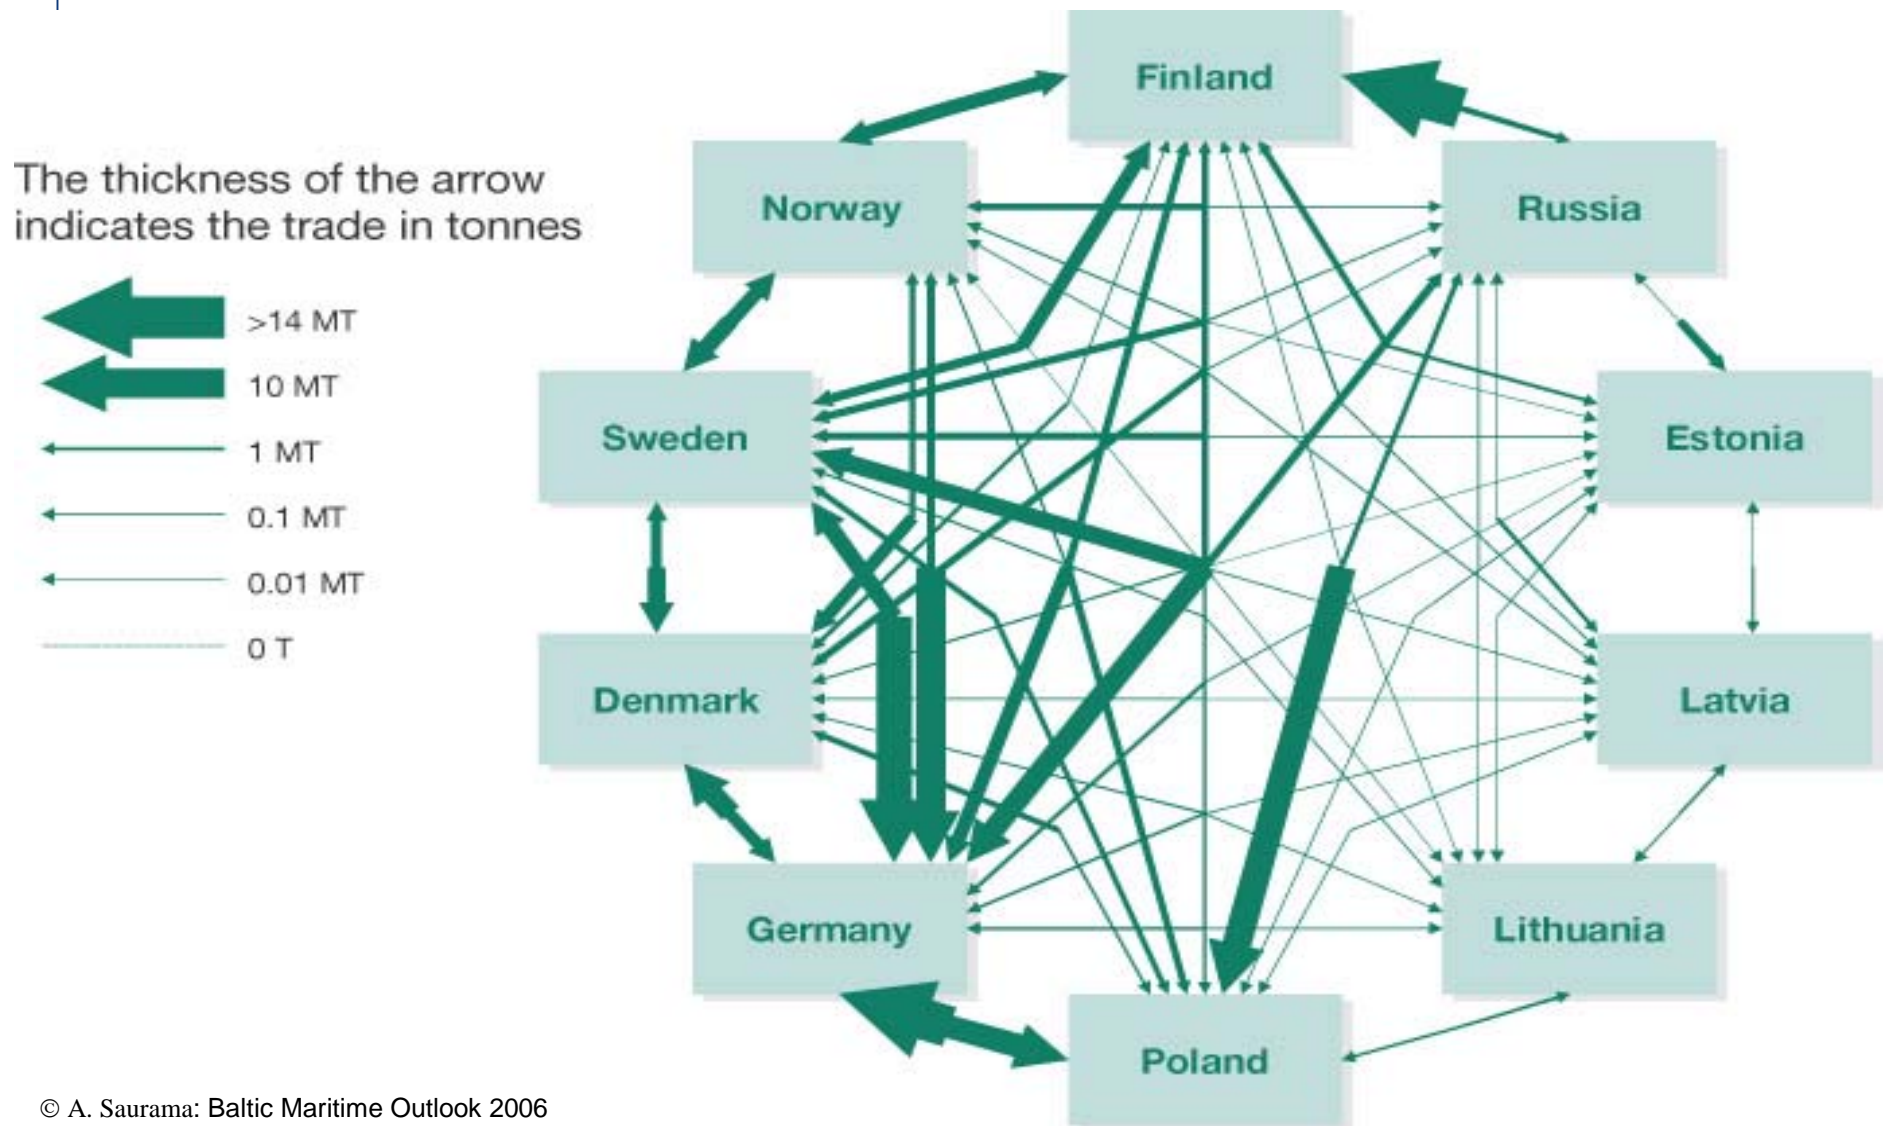 Finland
Norway
Russia
The thickness of the arrow
indicates the trade in tonnes
>14 MT
10 MT
1 MT
0.1 MT
0.01 MT
0 T
Sweden
Estonia
Denmark
Latvia
Germany
Lithuania
Poland
© A. Saurama: Baltic Maritime Outlook 2006